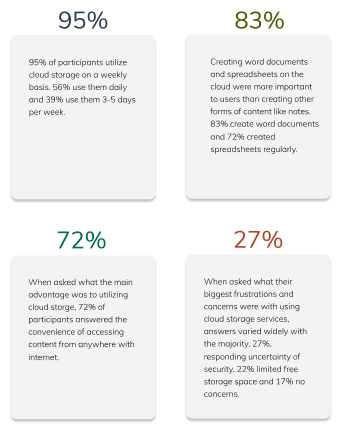 95%
95% of participants utilize
cloud storage on a weekly
basis. 56% use them daily
and 39% use them 3-5 days
per week.
83%
Creating word documents
and spreadsheets on the
cloud were more important
to users than creating other
forms of content like notes.
83% create word documents
and 72% created
spreadsheets regularly.
72%
When asked what the main
advantage was to utilizing
cloud storge, 72% of
participants answered the
convenience of accessing
content from anywhere with
internet.
27%
When asked what their
biggest frustrations and
concerns were with using
cloud storage services,
answers varied widely with
the majority, 27%,
responding uncertainty of
security, 22% limited free
storage space and 17% no
concerns.